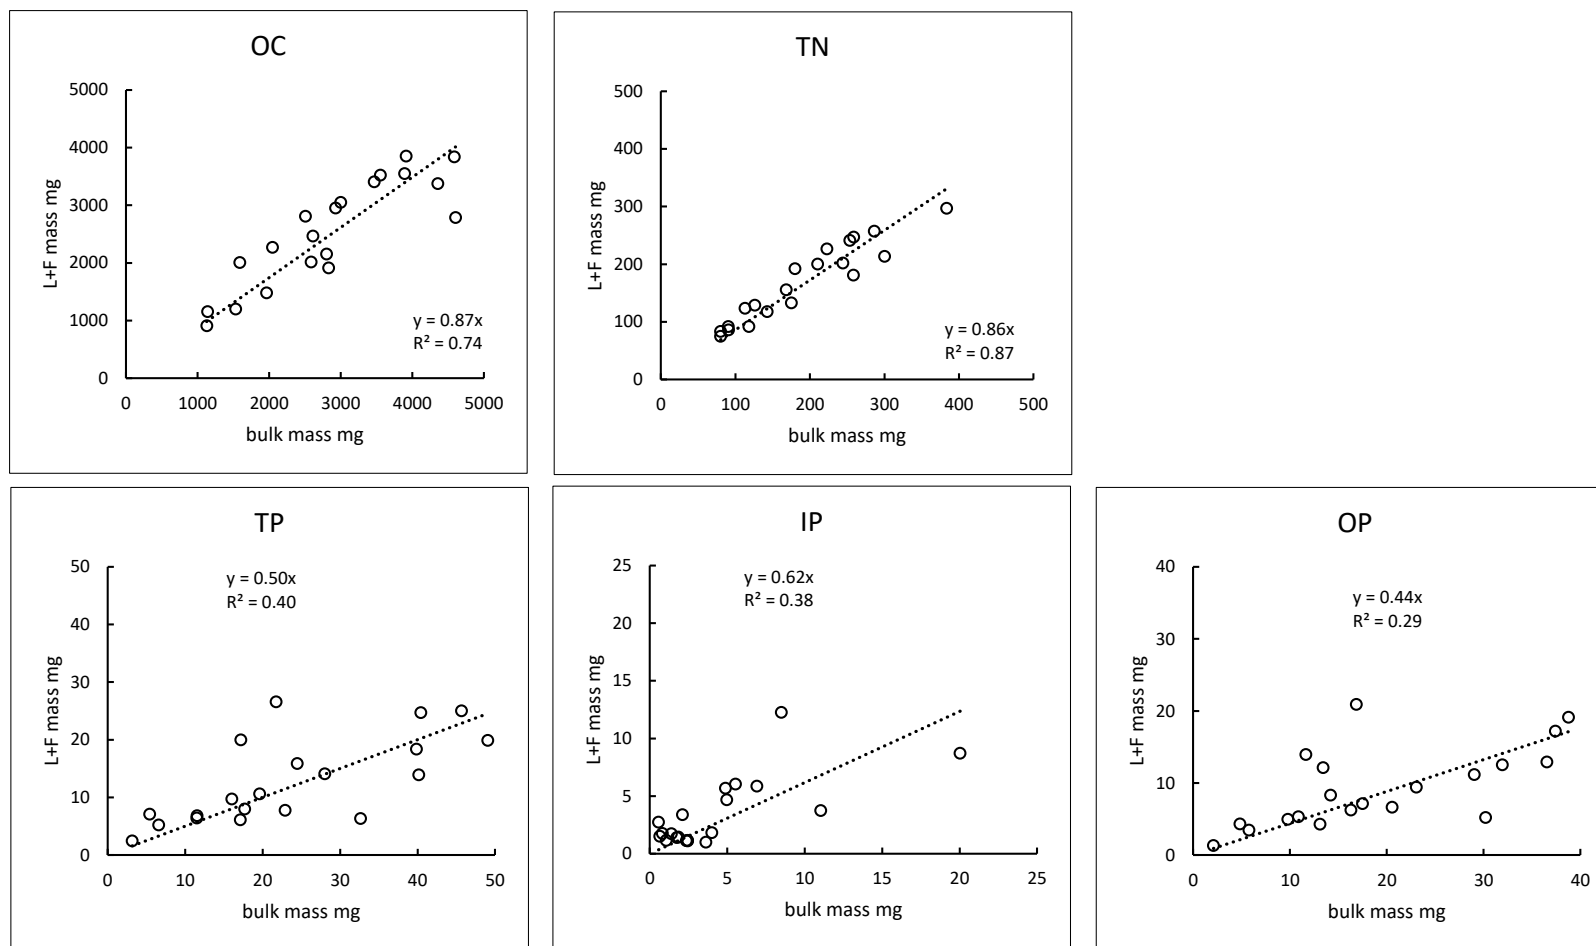 OC
5000
4000
3000
2000
1000
0
L+F mass mg
y = 0.87x
R² = 0.74
0 1000 2000 3000 4000 5000
bulk mass mg
TN
500
400
300
200
100
0
L+F mass mg
y = 0.86x
R² = 0.87
0 100 200 300 400 500
bulk mass mg
TP
50
40
30
20
10
0
L+F mass mg
y = 0.50x
R² = 0.40
0 10 20 30 40 50
bulk mass mg
IP
25
20
15
10
5
0
L+F mass mg
y = 0.62x
R² = 0.38
0 5 10 15 20 25
bulk mass mg
OP
40
30
20
10
0
L+F mass mg
y = 0.44x
R² = 0.29
0 10 20 30 40
bulk mass mg